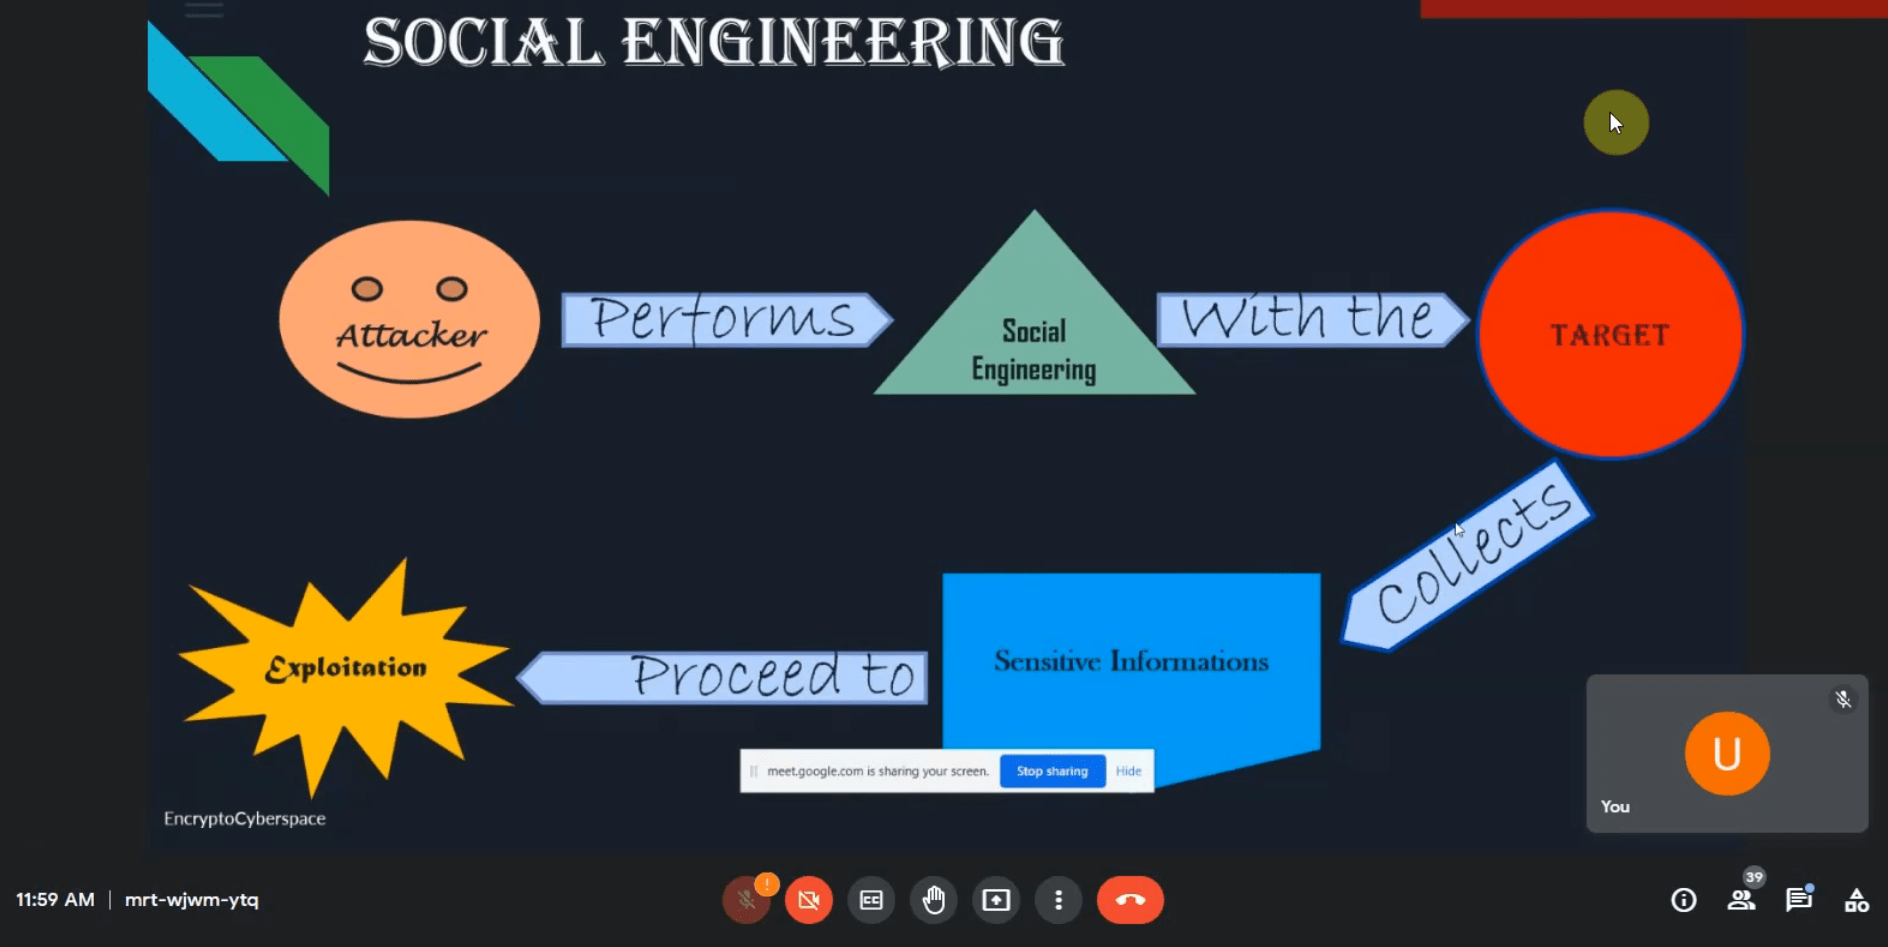 SOCIAL ENGINEERING
Attacker
Performs
Social
Engineering
With the
TARGET
Collects
Sensitive Informations
Proceed to
Exploitation
meet.google.com is sharing your screen.
Stop sharing
Hide
EncryptoCyberspace
U
You
11:59 AM | mrt-wjwm-ytq
!
CC
39